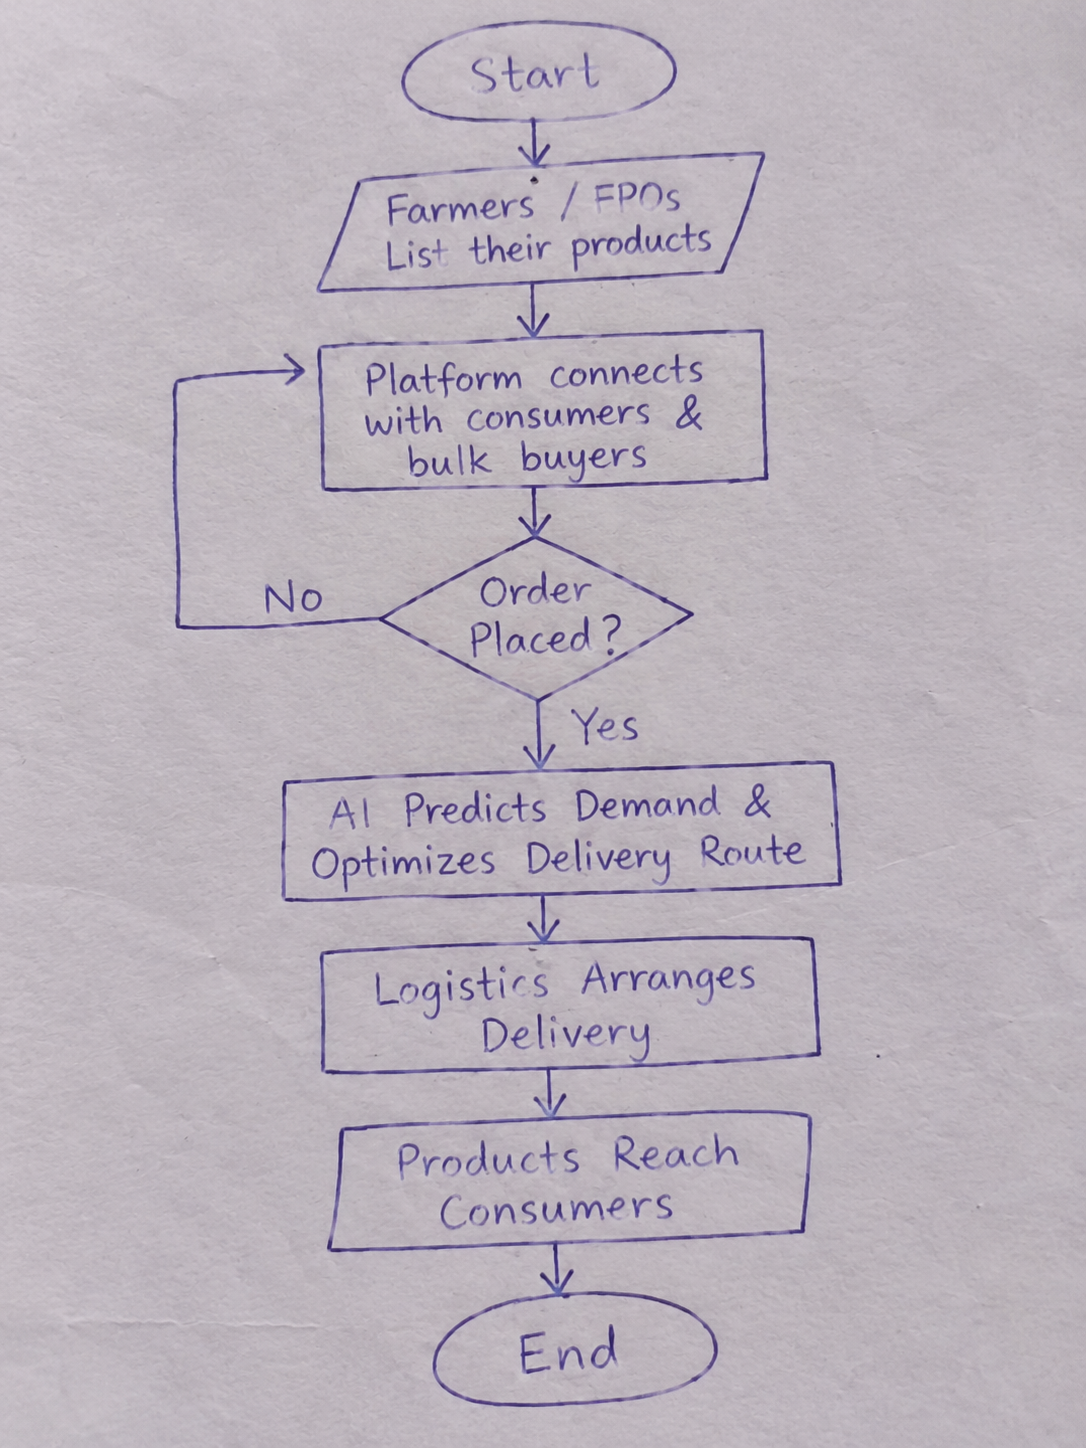 Start
Farmers / FPOs
List their products
Platform connects
with consumers &
bulk buyers
Order
Placed?
No
Yes
AI Predicts Demand &
Optimizes Delivery Route
Logistics Arranges
Delivery
Products Reach
Consumers
End